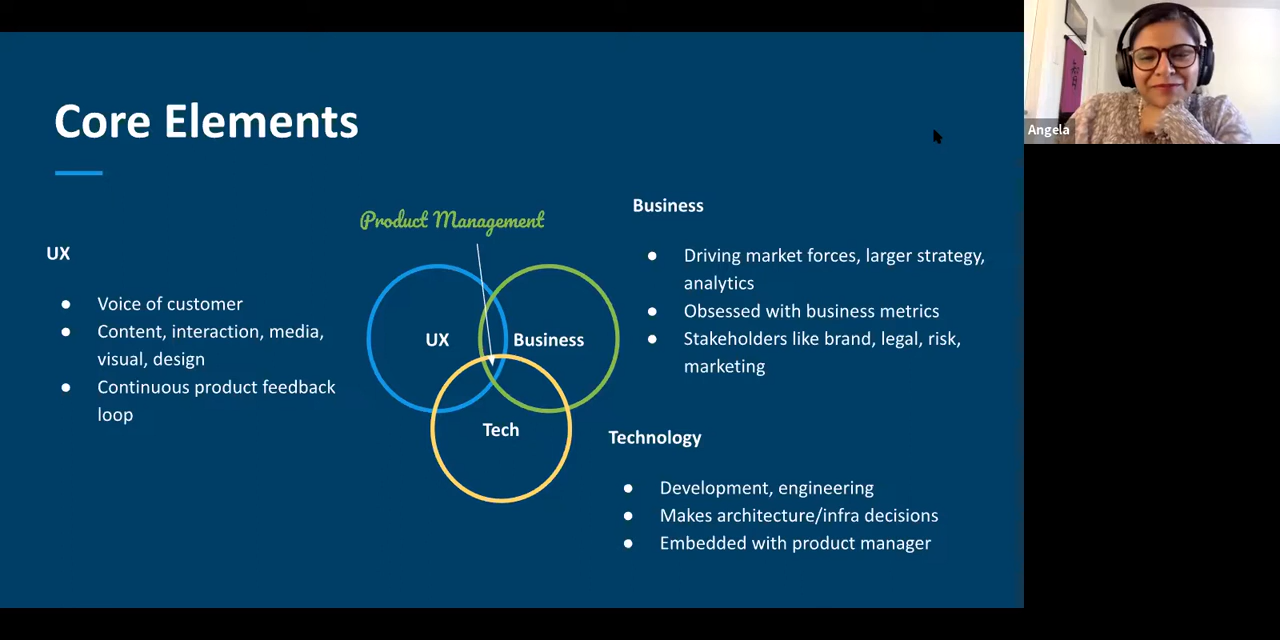 Core Elements
Angela
Product Management
UX
● Voice of customer
● Content, interaction, media,
visual, design
● Continuous product feedback
loop
UX
Business
Tech
Business
● Driving market forces, larger strategy,
analytics
● Obsessed with business metrics
● Stakeholders like brand, legal, risk,
marketing
Technology
● Development, engineering
● Makes architecture/infra decisions
● Embedded with product manager